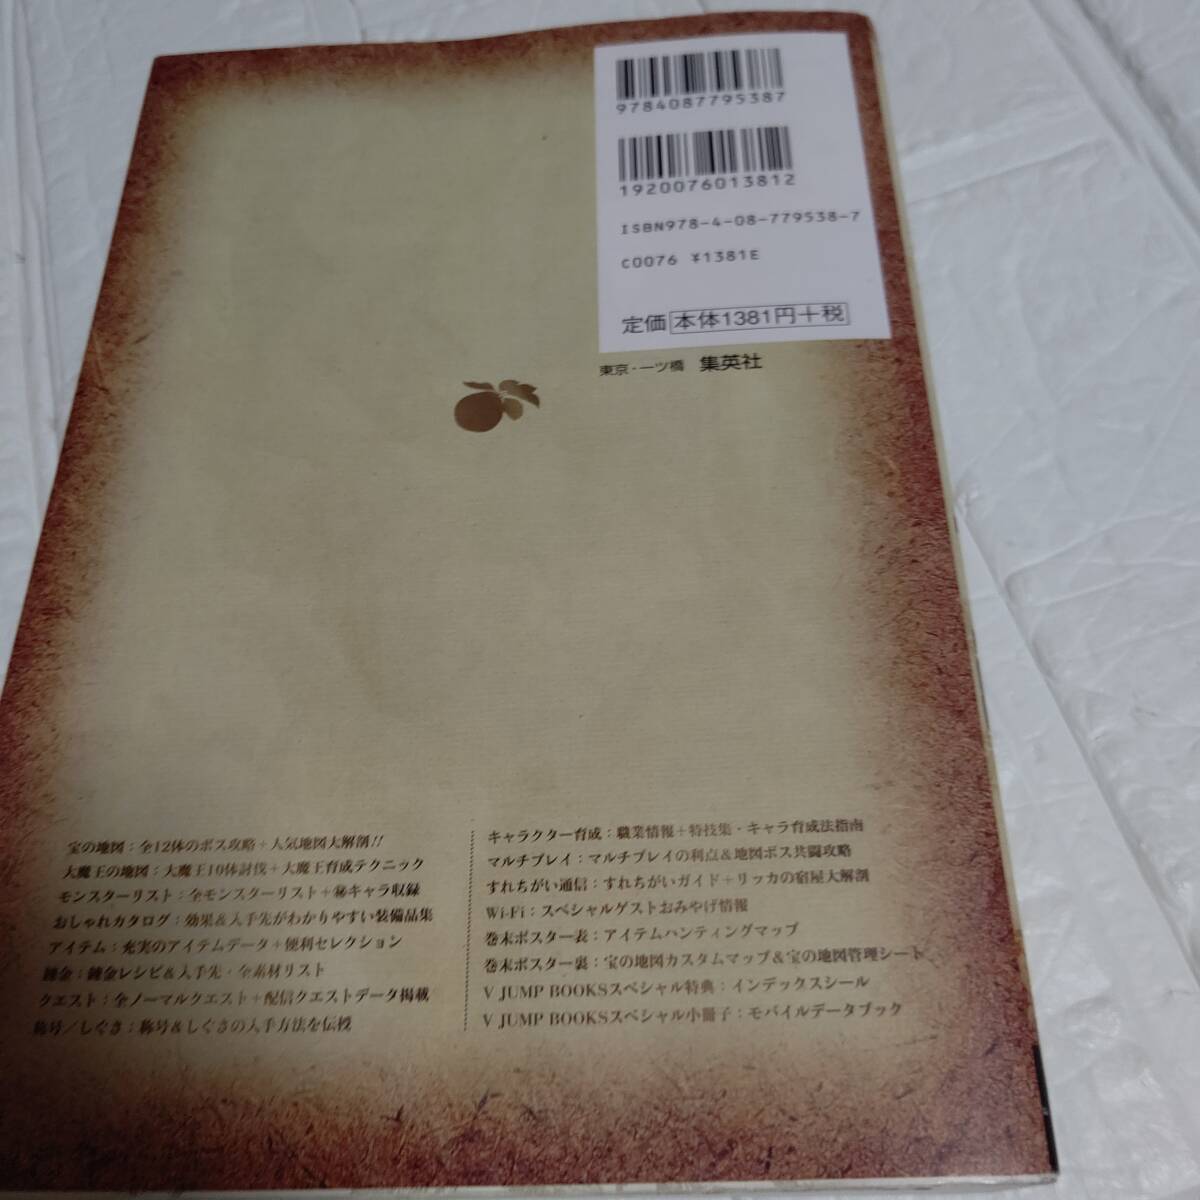 9784087795387
1920076013812
ISBN978-4-08-779538-7
C0076 ¥1381E
定価 本体1381円+税
東京・一ツ橋 集英社
宝の地図：全12体のボス攻略+人気地図大解剖!!
大魔王の地図：大魔王10体討伐+大魔王育成テクニック
モンスターリスト：全モンスターリスト+㊙キャラ収録
おしゃれカタログ：効果＆入手先がわかりやすい装備品集
アイテム：充実のアイテムデータ+便利セレクション
錬金：錬金レシピ＆入手先・全素材リスト
クエスト：全ノーマルクエスト+配信クエストデータ掲載
称号／しぐさ：称号＆しぐさの入手方法を伝授
キャラクター育成：職業情報+特技集・キャラ育成法指南
マルチプレイ：マルチプレイの利点＆地図ボス共闘攻略
すれちがい通信：すれちがいガイド+リッカの宿屋大解剖
Wi-Fi：スペシャルゲストおみやげ情報
巻末ポスター表：アイテムハンティングマップ
巻末ポスター裏：宝の地図カスタムマップ＆宝の地図管理シート
V JUMP BOOKSスペシャル特典：インデックスシール
V JUMP BOOKSスペシャル小冊子：モバイルデータブック